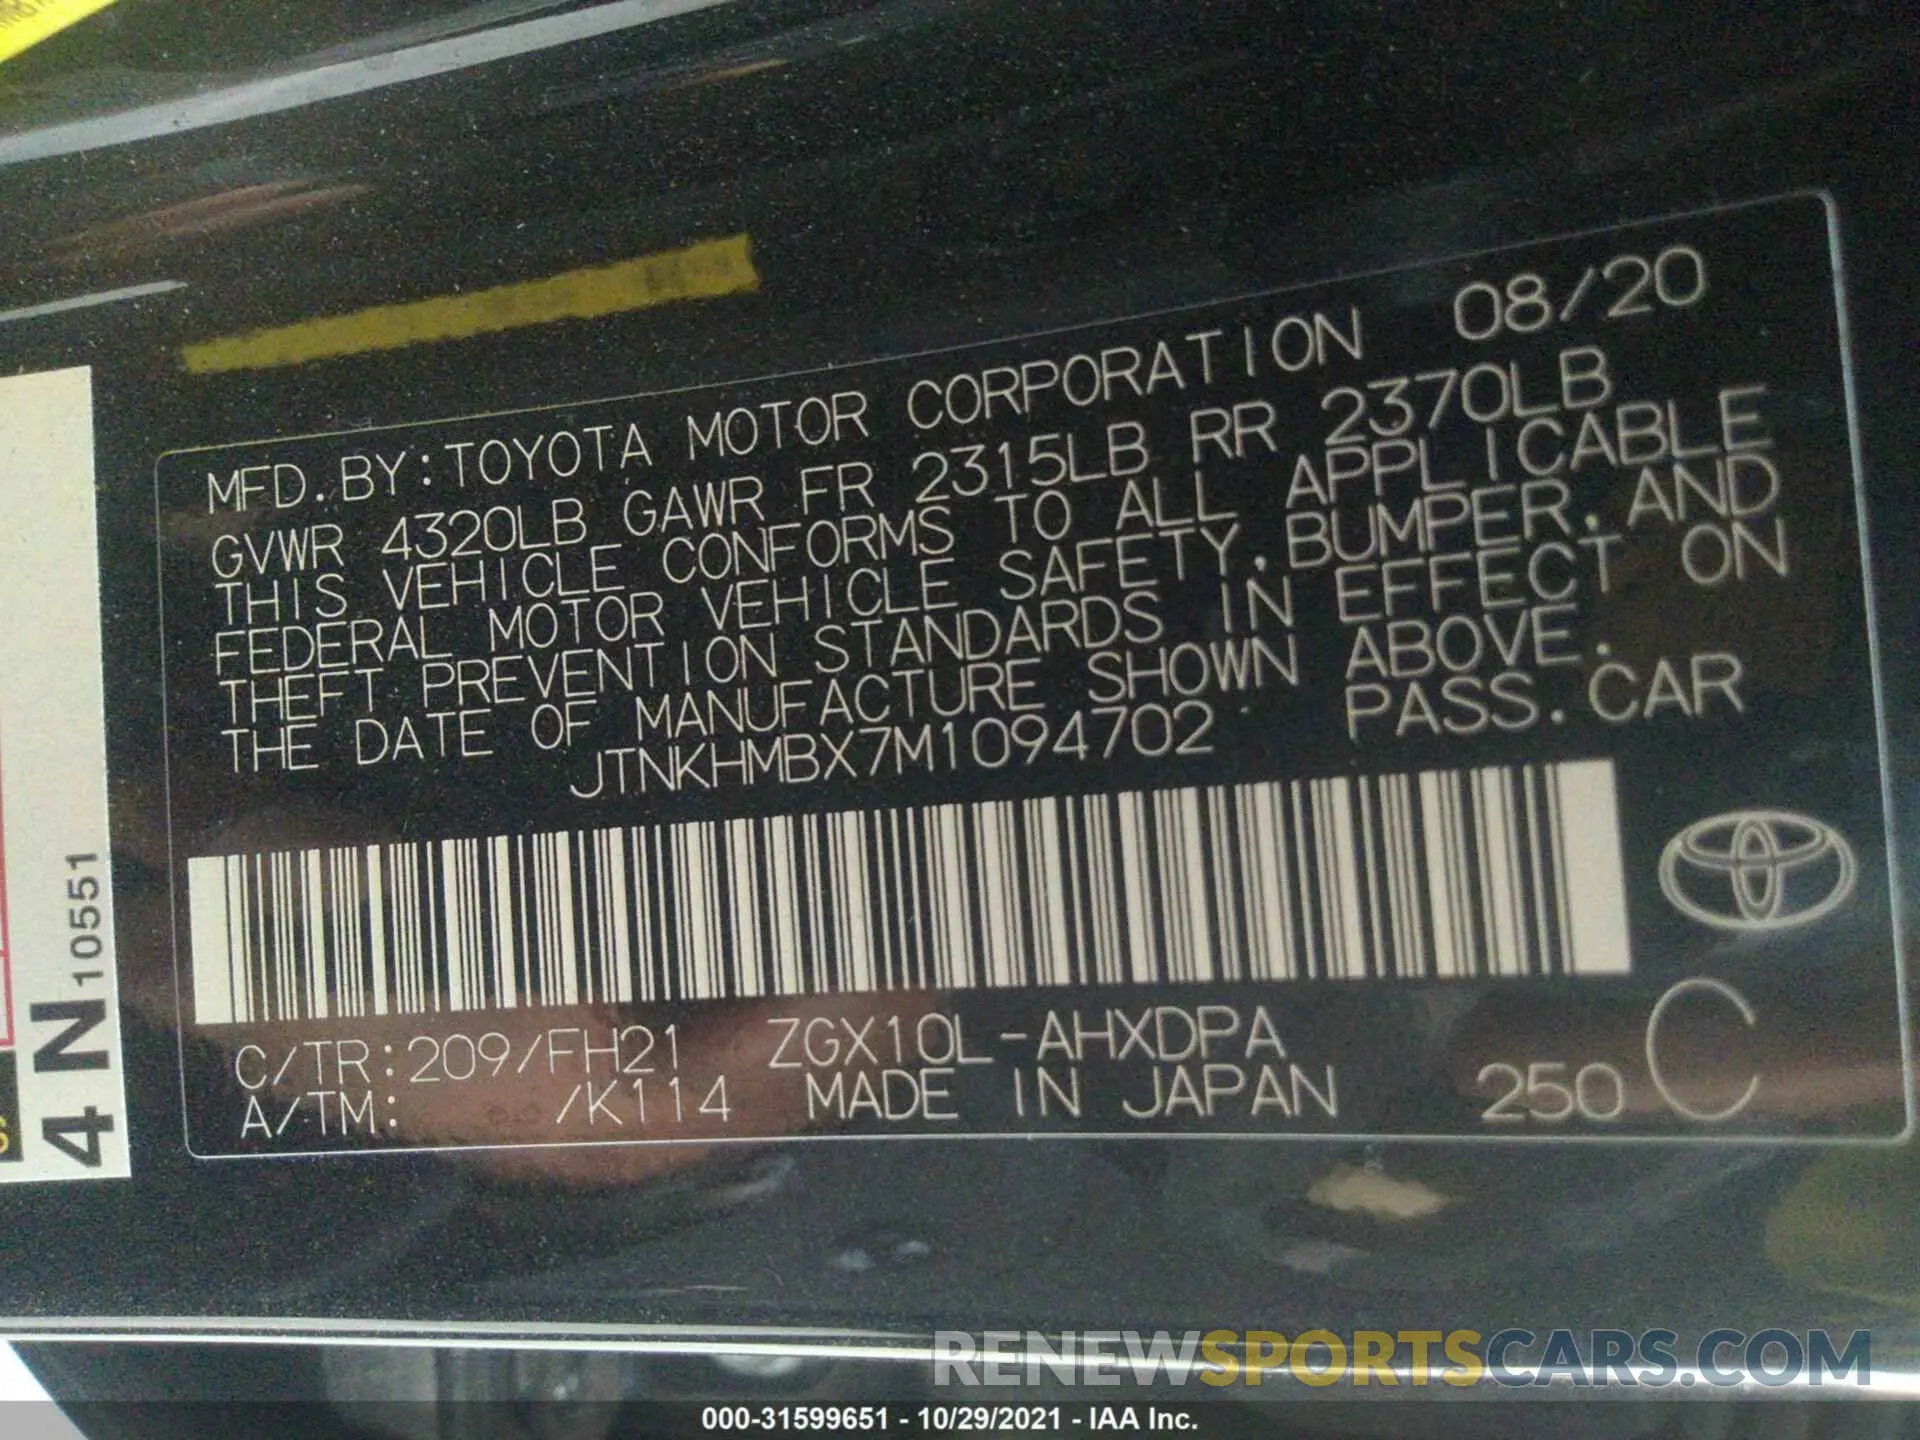 MFD.BY:TOYOTA MOTOR CORPORATION 08/20
GVWR 4320LB GAWR FR 2315LB RR 2370LB
THIS VEHICLE CONFORMS TO ALL APPLICABLE
FEDERAL MOTOR VEHICLE SAFETY,BUMPER,AND
THEFT PREVENTION STANDARDS IN EFFECT ON
THE DATE OF MANUFACTURE SHOWN ABOVE.
JTNKHMBX7M1094702 PASS.CAR
C/TR:209/FH21 ZGX10L-AHXDPA
A/TM: /K114 MADE IN JAPAN 250 C
4N 10551
RENEWSPORTSCARS.COM
000-31599651 - 10/29/2021 - IAA Inc.